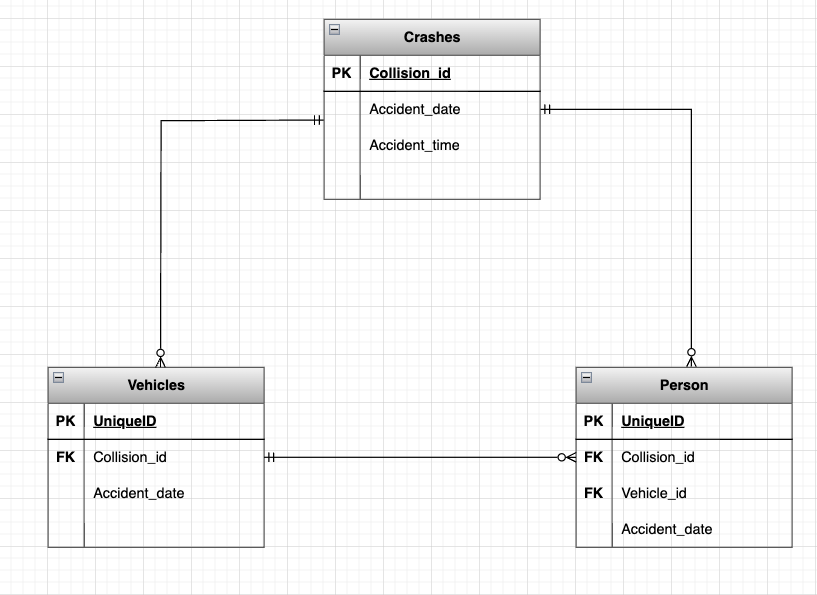 Crashes
PK Collision_id
Accident_date
Accident_time
Vehicles
PK UniqueID
FK Collision_id
Accident_date
Person
PK UniqueID
FK Collision_id
FK Vehicle_id
Accident_date